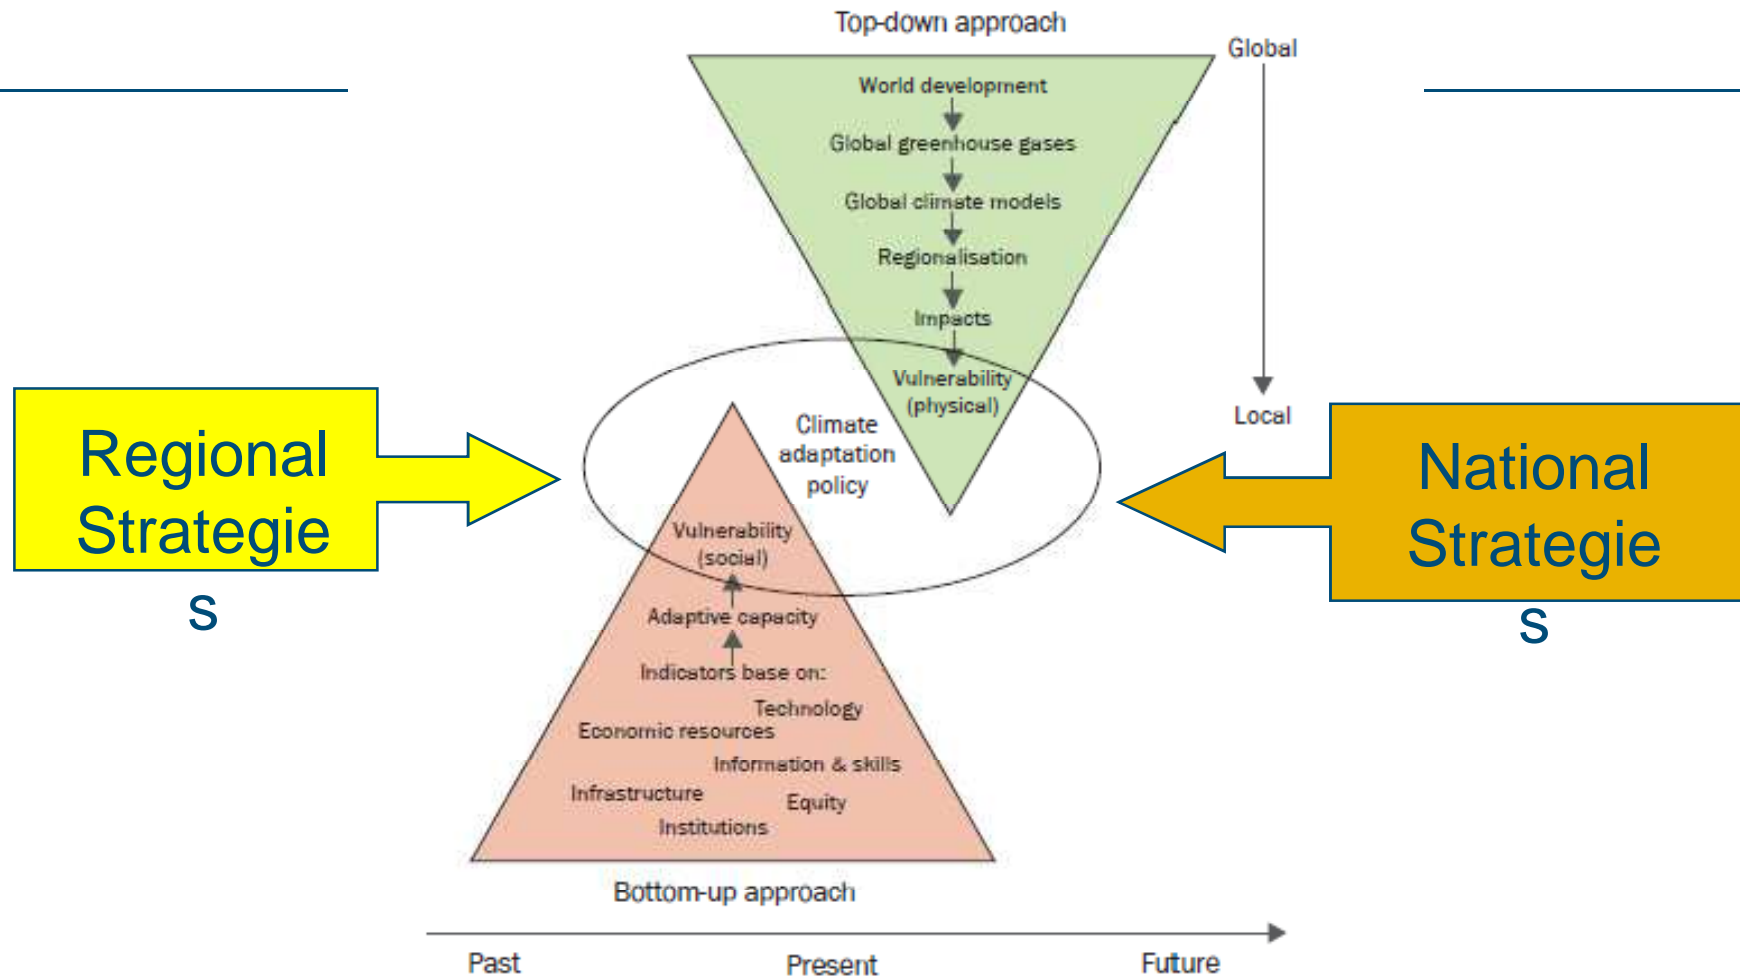 Top-down approach
Global
World development
Global greenhouse gases
Global climate models
Regionalisation
Impacts
Vulnerability
(physical)
Local
Regional
Strategie
s
Climate
adaptation
policy
National
Strategie
s
Vulnerability
(social)
Adaptive capacity
Indicators base on:
Technology
Economic resources
Information & skills
Infrastructure
Equity
Institutions
Bottom-up approach
Past
Present
Future